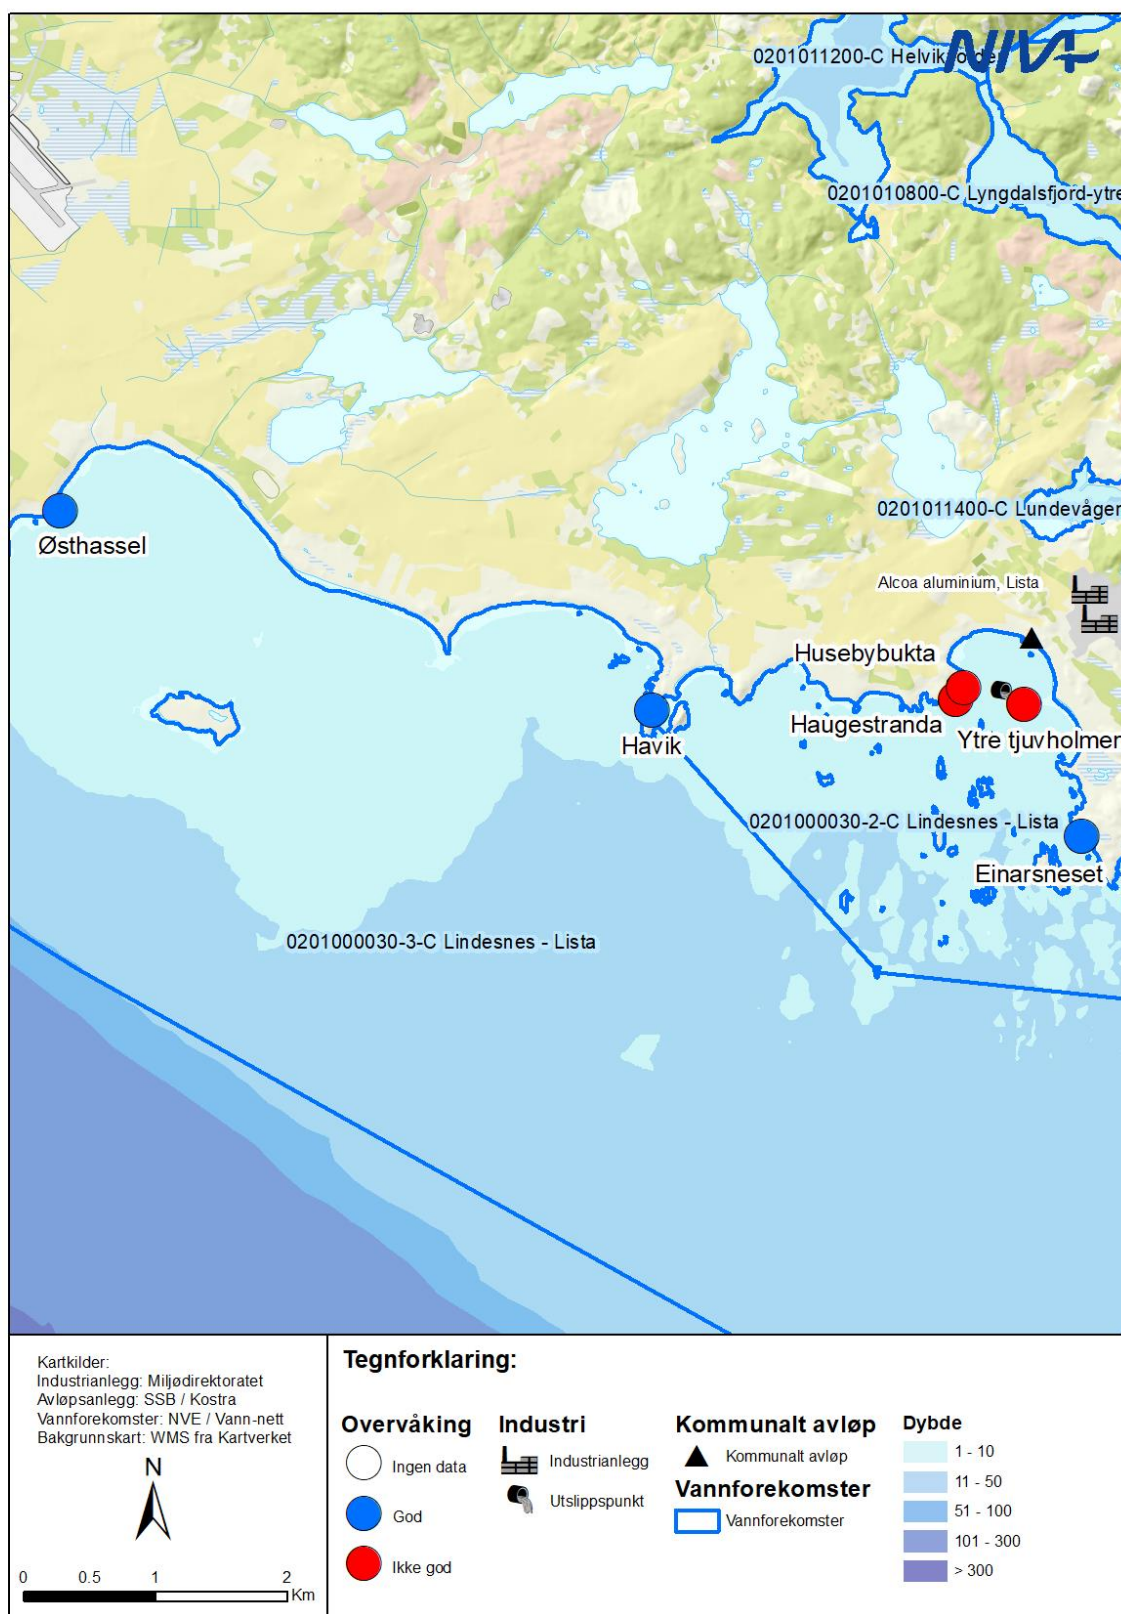 NIVA
0201011200-C Helvikfjorden
0201010800-C Lyngdalsfjord-ytre
0201011400-C Lundevågen
Østhassel
Alcoa aluminium, Lista
Husebybukta
Haugestranda
Ytre tjuvholmen
Havik
0201000030-2-C Lindesnes - Lista
Einarsneset
0201000030-3-C Lindesnes - Lista
Kartkilder:
Industrianlegg: Miljødirektoratet
Avløpsanlegg: SSB / Kostra
Vannforekomster: NVE / Vann-nett
Bakgrunnskart: WMS fra Kartverket
N
0 0.5 1 2
Km
Tegnforklaring:
Overvåking
Ingen data
God
Ikke god
Industri
Industrianlegg
Utslippspunkt
Kommunalt avløp
Kommunalt avløp
Vannforekomster
Vannforekomster
Dybde
1 - 10
11 - 50
51 - 100
101 - 300
> 300